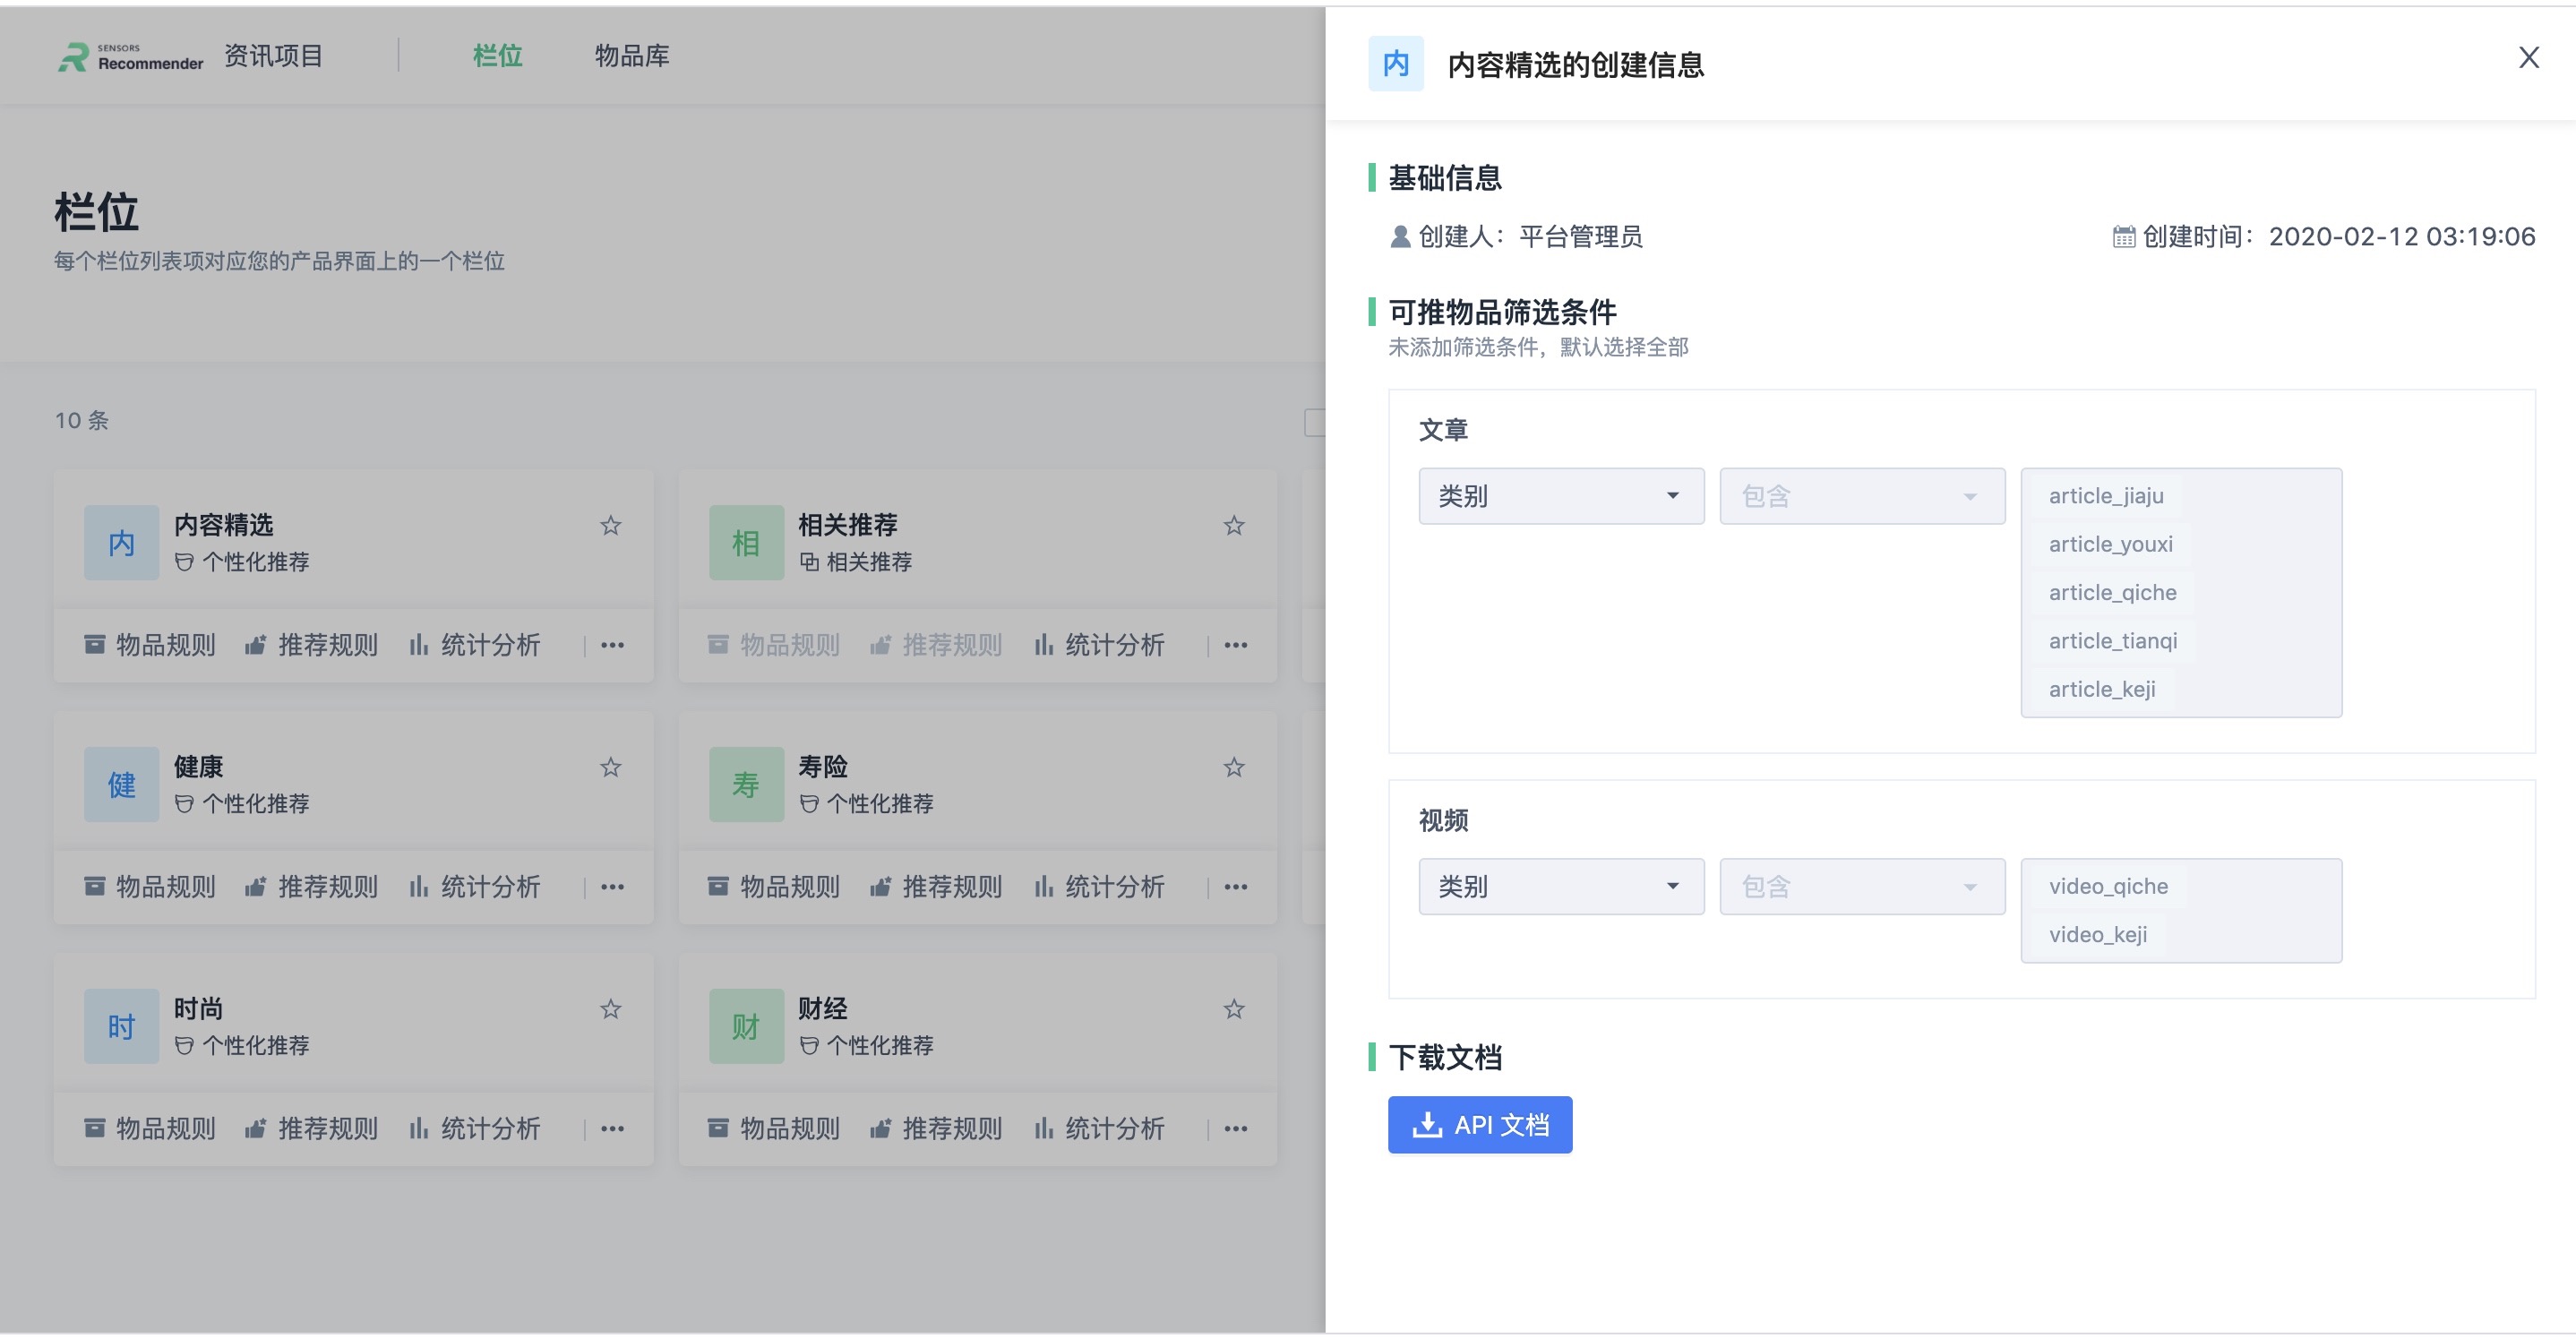 SENSORS
Recommender
资讯项目
栏位
物品库
栏位
每个栏位列表项对应您的产品界面上的一个栏位
10 条
内
内容精选
个性化推荐
物品规则
推荐规则
统计分析
相
相关推荐
相关推荐
物品规则
推荐规则
统计分析
健
健康
个性化推荐
物品规则
推荐规则
统计分析
寿
寿险
个性化推荐
物品规则
推荐规则
统计分析
时
时尚
个性化推荐
物品规则
推荐规则
统计分析
财
财经
个性化推荐
物品规则
推荐规则
统计分析
内
内容精选的创建信息
基础信息
创建人：平台管理员
创建时间：2020-02-12 03:19:06
可推物品筛选条件
未添加筛选条件，默认选择全部
文章
类别
包含
article_jiaju
article_youxi
article_qiche
article_tianqi
article_keji
视频
类别
包含
video_qiche
video_keji
下载文档
API 文档